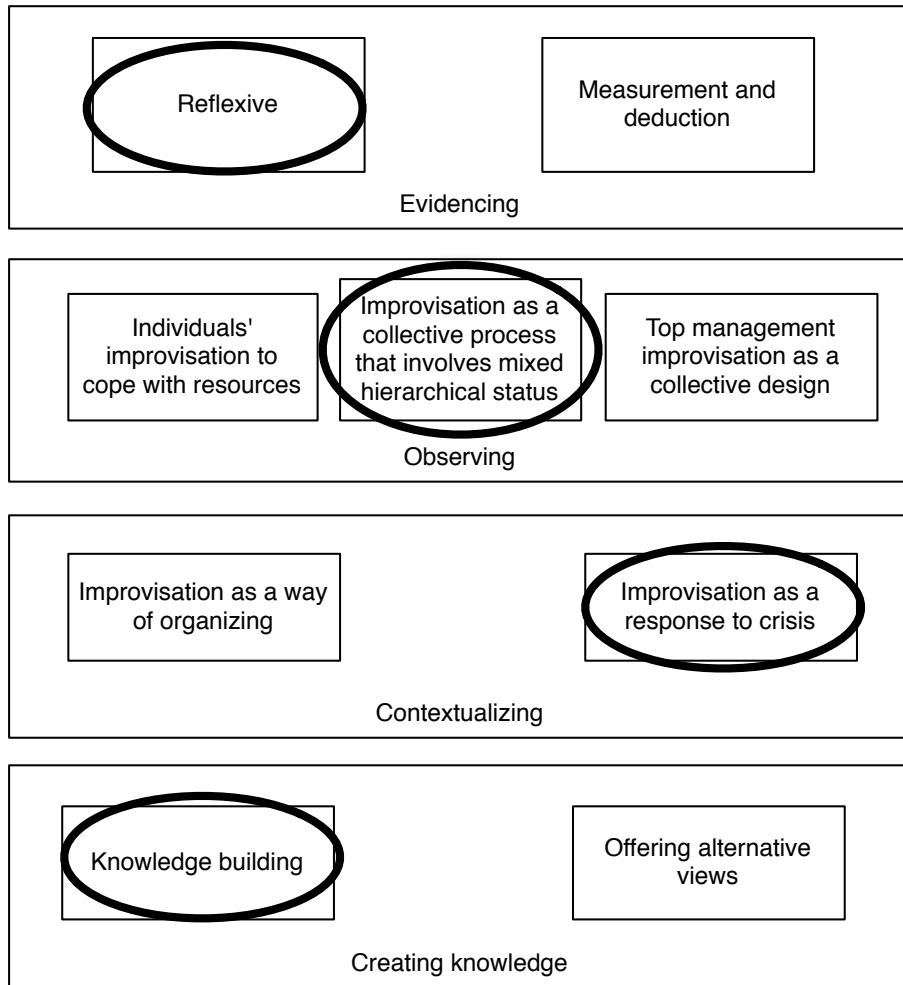 Reflexive
Measurement and
deduction
Evidencing
Individuals'
improvisation to
cope with resources
Improvisation as a
collective process
that involves mixed
hierarchical status
Top management
improvisation as a
collective design
Observing
Improvisation as a way
of organizing
Improvisation as a
response to crisis
Contextualizing
Knowledge building
Offering alternative
views
Creating knowledge